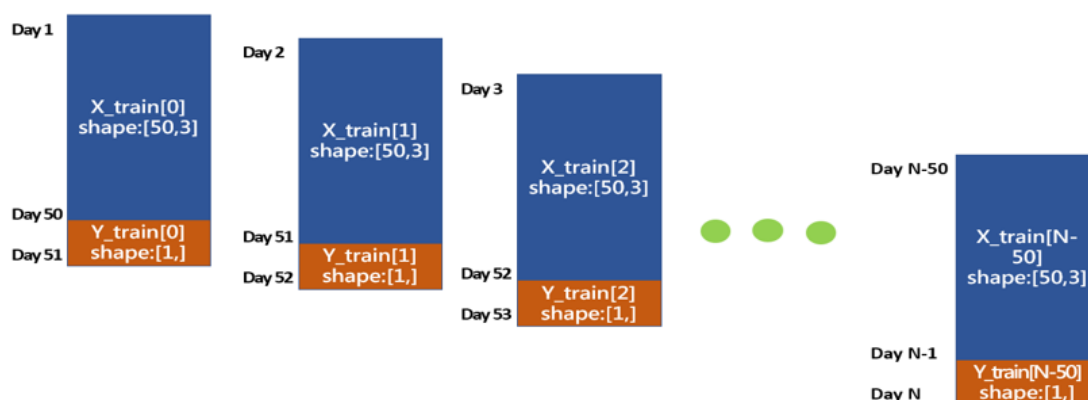 Day 1
X_train[0]
shape:[50,3]
Day 50
Y_train[0]
Day 51
shape:[1,]
Day 2
X_train[1]
shape:[50,3]
Day 51
Y_train[1]
Day 52
shape:[1,]
Day 3
X_train[2]
shape:[50,3]
Day 52
Y_train[2]
Day 53
shape:[1,]
Day N-50
X_train[N-
50]
shape:[50,3]
Day N-1
Y_train[N-50]
Day N
shape:[1,]